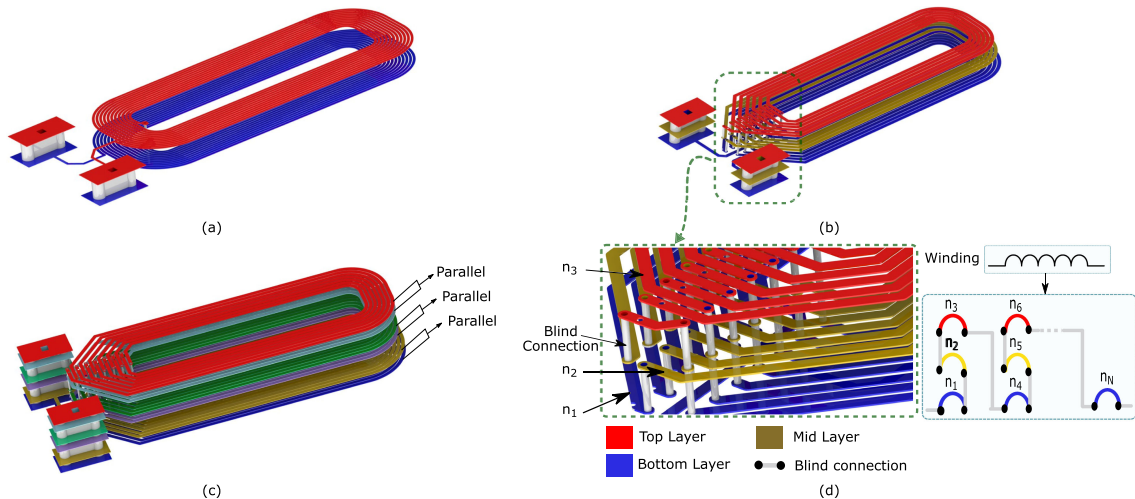 (a)
(b)
Parallel
Parallel
Parallel
(c)
n3
Blind
Connection
n2
n1
Winding
n3
n6
n2
n5
n1
n4
nN
Top Layer
Mid Layer
Bottom Layer
Blind connection
(d)